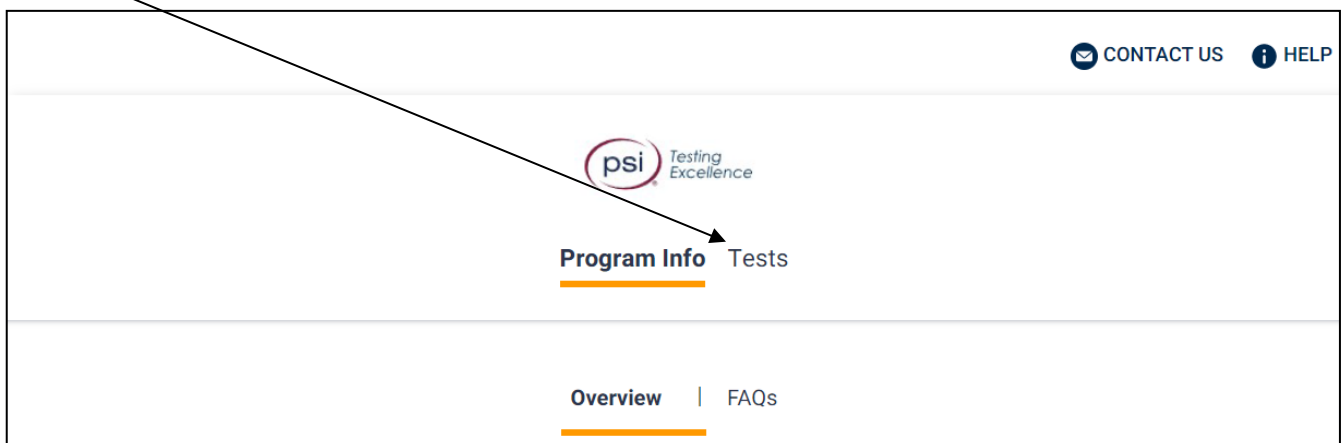 CONTACT US HELP
psi Testing
Excellence
Program Info Tests
Overview | FAQs